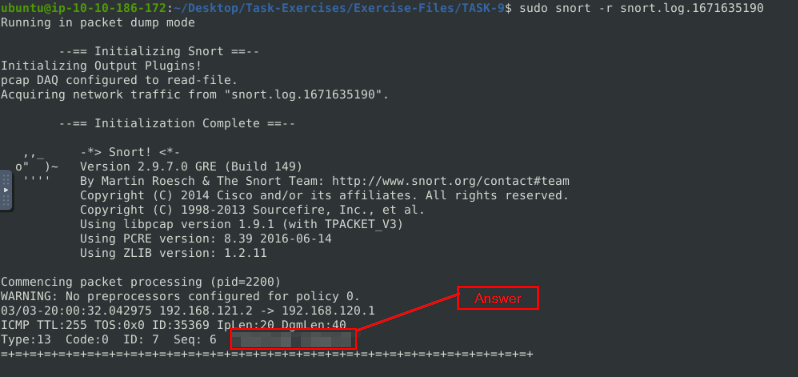 ubuntu@ip-10-10-186-172:~/Desktop/Task-Exercises/Exercise-Files/TASK-9$ sudo snort -r snort.log.1671635190
Running in packet dump mode
--== Initializing Snort ==--
Initializing Output Plugins!
pcap DAQ configured to read-file.
Acquiring network traffic from "snort.log.1671635190".
--== Initialization Complete ==--
,,_ -*> Snort! <*-
o" )~ Version 2.9.7.0 GRE (Build 149)
'''' By Martin Roesch & The Snort Team: http://www.snort.org/contact#team
Copyright (C) 2014 Cisco and/or its affiliates. All rights reserved.
Copyright (C) 1998-2013 Sourcefire, Inc., et al.
Using libpcap version 1.9.1 (with TPACKET_V3)
Using PCRE version: 8.39 2016-06-14
Using ZLIB version: 1.2.11
Commencing packet processing (pid=2200)
WARNING: No preprocessors configured for policy 0.
Answer
03/03-20:00:32.042975 192.168.121.2 -> 192.168.120.1
ICMP TTL:255 TOS:0x0 ID:35369 IpLen:20 DgmLen:40
Type:13 Code:0 ID: 7 Seq: 6
=+=+=+=+=+=+=+=+=+=+=+=+=+=+=+=+=+=+=+=+=+=+=+=+=+=+=+=+=+=+=+=+=+=+=+=+=+